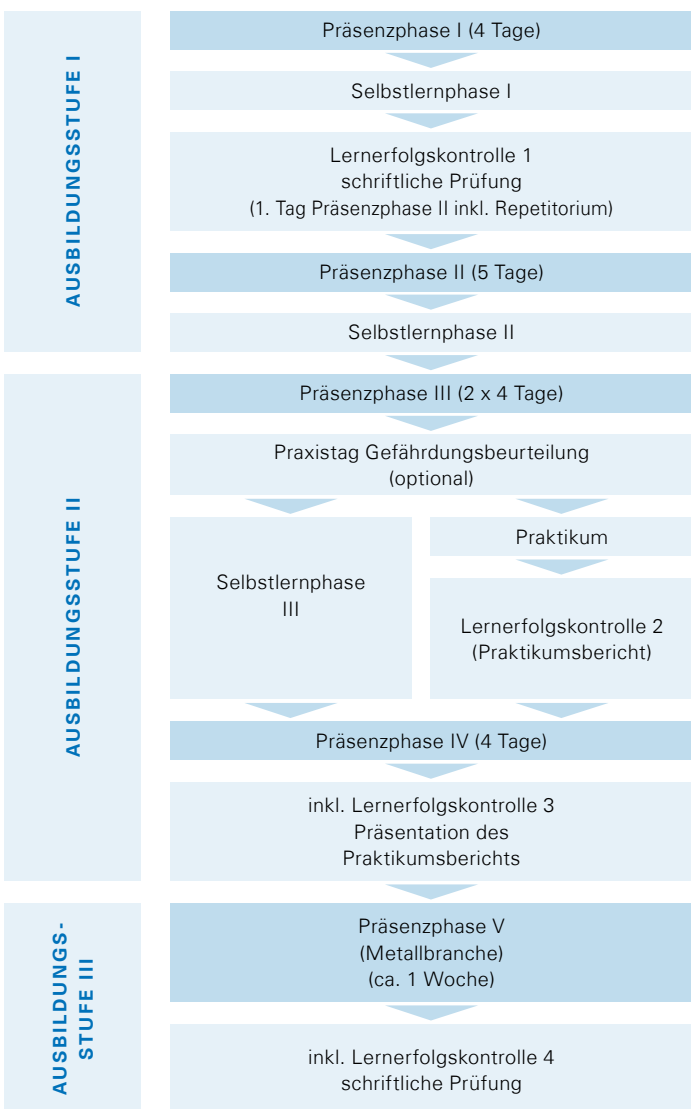 AUSBILDUNGSSTUFE I
Präsenzphase I (4 Tage)
Selbstlernphase I
Lernerfolgskontrolle 1
schriftliche Prüfung
(1. Tag Präsenzphase II inkl. Repetitorium)
Präsenzphase II (5 Tage)
Selbstlernphase II
AUSBILDUNGSSTUFE II
Präsenzphase III (2 x 4 Tage)
Praxistag Gefährdungsbeurteilung
(optional)
Selbstlernphase
III
Praktikum
Lernerfolgskontrolle 2
(Praktikumsbericht)
Präsenzphase IV (4 Tage)
inkl. Lernerfolgskontrolle 3
Präsentation des
Praktikumsberichts
AUSBILDUNGS-
STUFE III
Präsenzphase V
(Metallbranche)
(ca. 1 Woche)
inkl. Lernerfolgskontrolle 4
schriftliche Prüfung